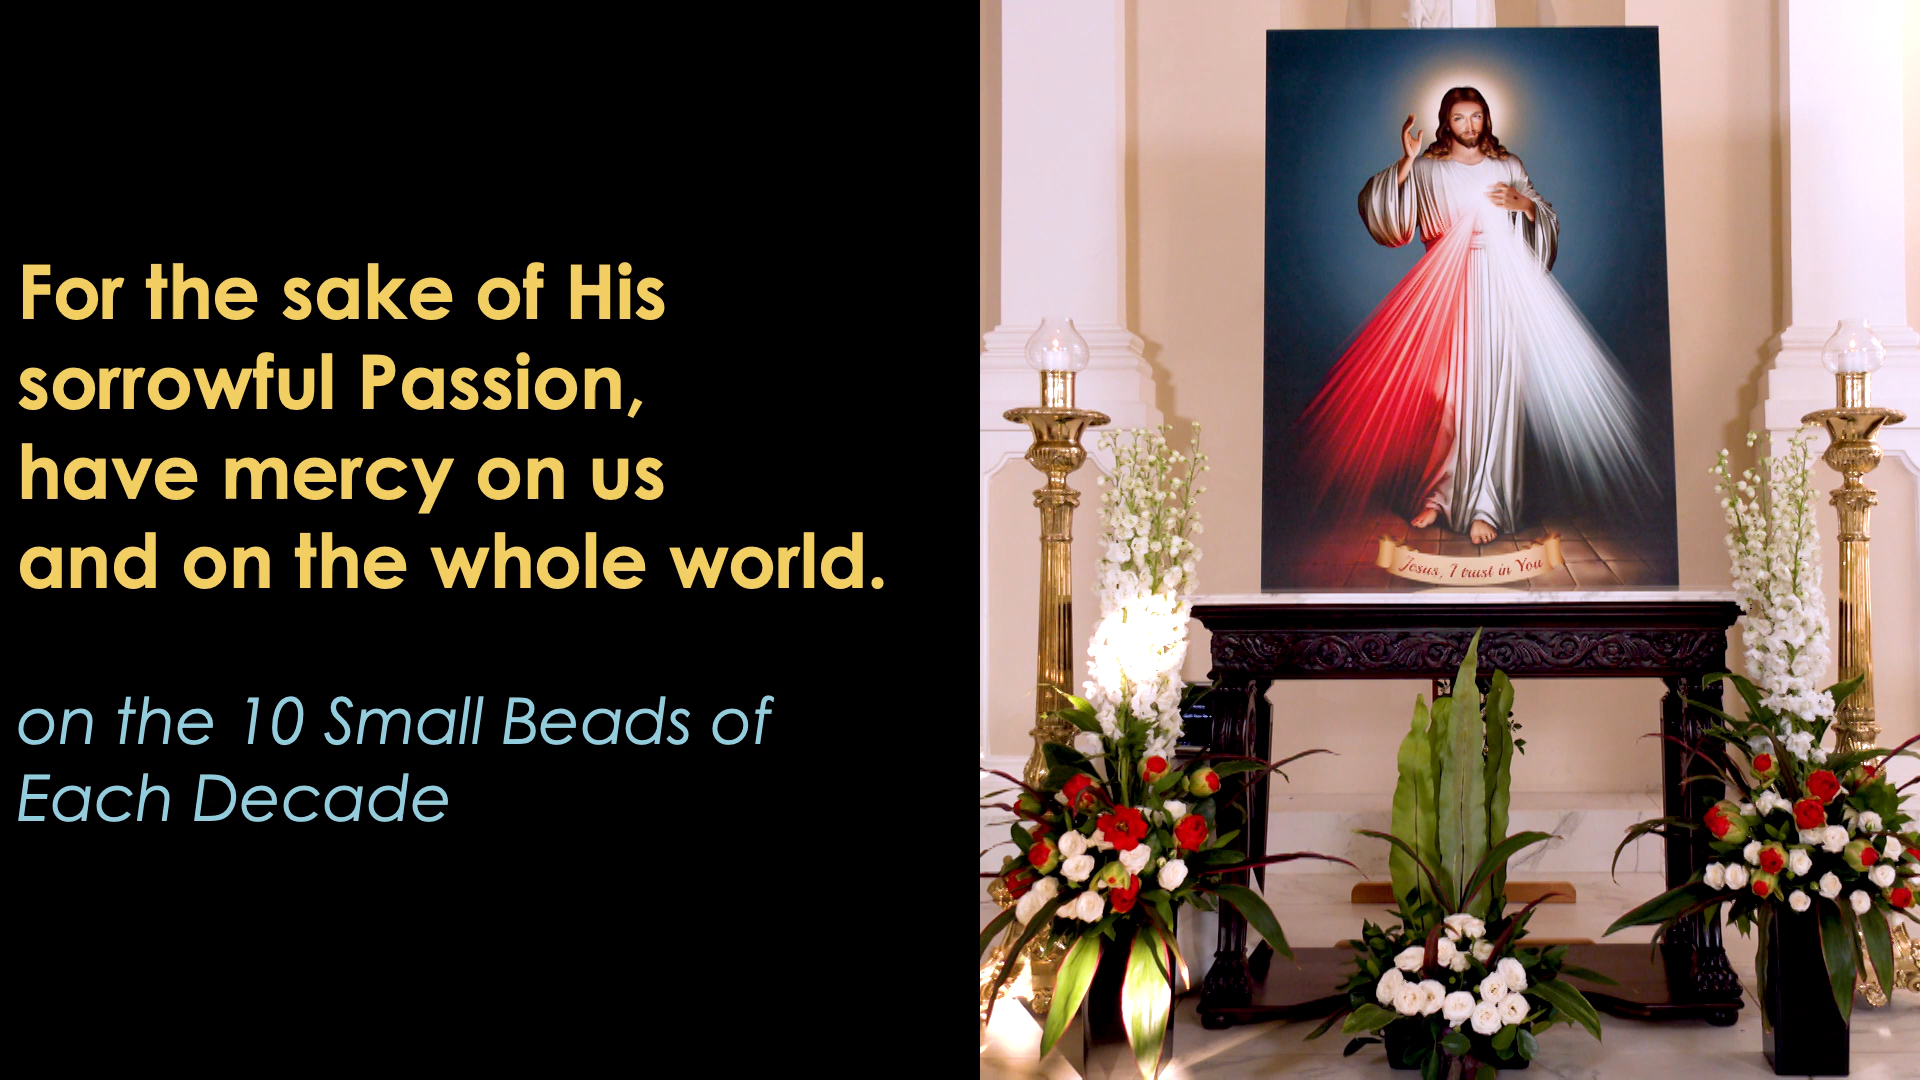 For the sake of His
sorrowful Passion,
have mercy on us
and on the whole world.
on the 10 Small Beads of
Each Decade
Jesus, I trust in You